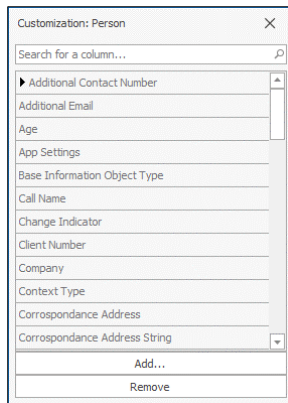 Customization: Person
Search for a column...
Additional Contact Number
Additional Email
Age
App Settings
Base Information Object Type
Call Name
Change Indicator
Client Number
Company
Context Type
Corrospondance Address
Corrospondance Address String
Add...
Remove